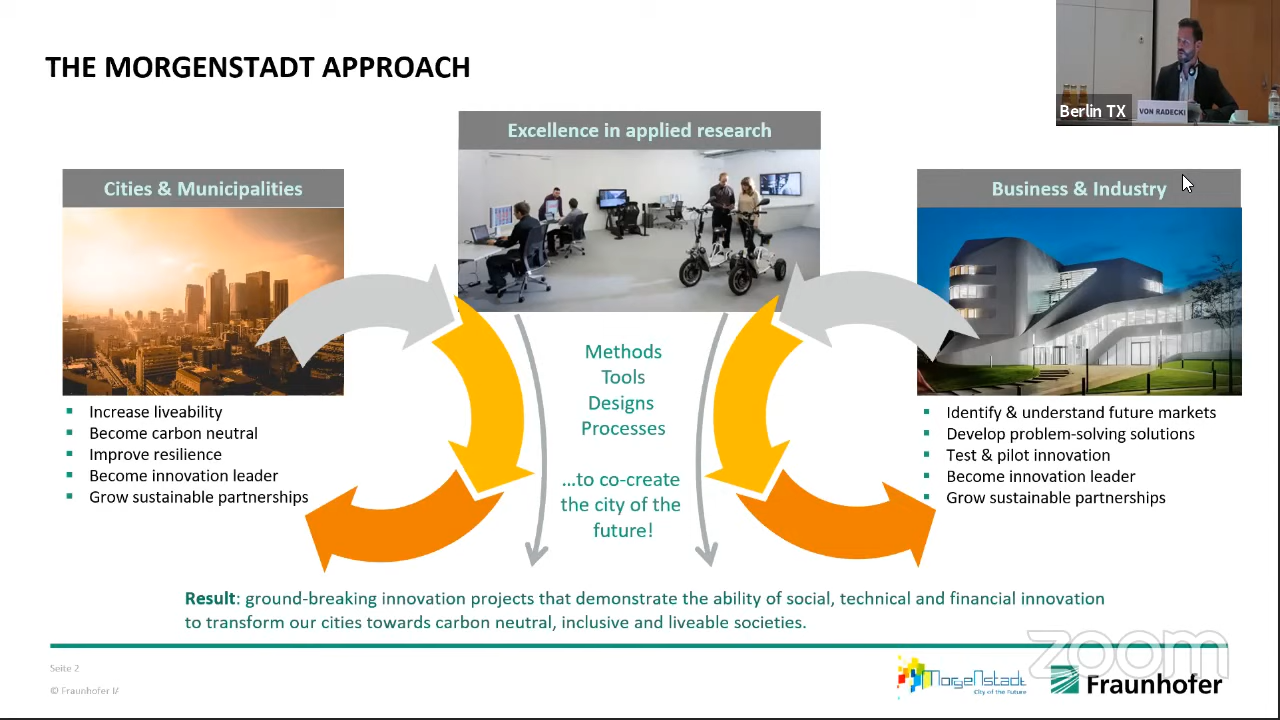 THE MORGENSTADT APPROACH
Berlin TX
VON RADECKI
Excellence in applied research
Cities & Municipalities
Business & Industry
Methods
Tools
Designs
Processes
…to co-create
the city of the
future!
Increase liveability
Become carbon neutral
Improve resilience
Become innovation leader
Grow sustainable partnerships
Identify & understand future markets
Develop problem-solving solutions
Test & pilot innovation
Become innovation leader
Grow sustainable partnerships
Result: ground-breaking innovation projects that demonstrate the ability of social, technical and financial innovation
to transform our cities towards carbon neutral, inclusive and liveable societies.
zoom
Seite 2
© Fraunhofer
MorgeNstadt
City of the Future
Fraunhofer